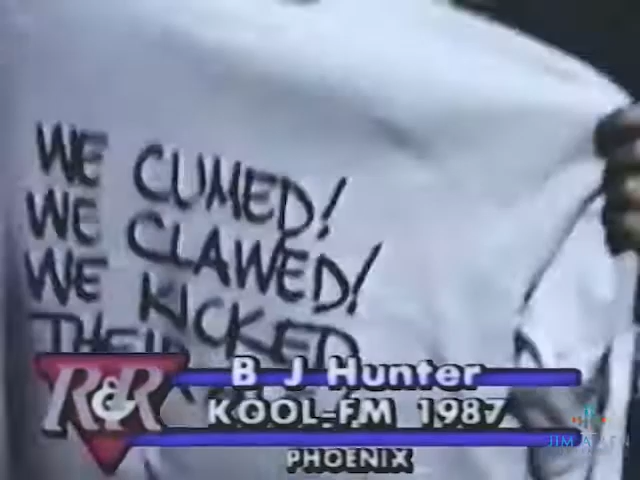 WE CUMED!
WE CLAWED!
WE KICKED
R&R
B J Hunter
KOOL-FM 1987
PHOENIX